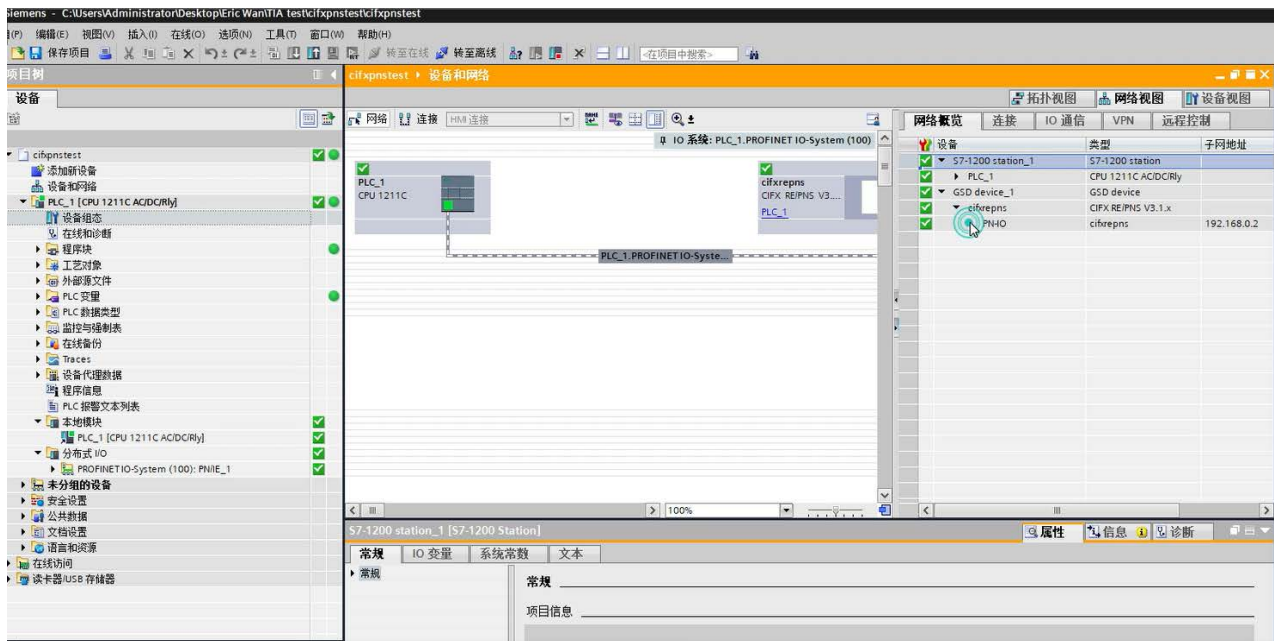 Siemens - C:\Users\Administrator\Desktop\Eric Wan\TIA test\cifxpnstest\cifxpnstest
(P) 编辑(E) 视图(V) 插入(I) 在线(O) 选项(N) 工具(T) 窗口(W) 帮助(H)
保存项目 转至在线 转至离线 <在项目中搜索>
项目树
cifxpnstest ▸ 设备和网络
设备
拓扑视图 网络视图 设备视图
网络 连接 HMI 连接
网络概览 连接 IO 通信 VPN 远程控制
IO 系统: PLC_1.PROFINET IO-System (100)
设备 类型 子网地址
S7-1200 station_1 S7-1200 station
PLC_1 CPU 1211C AC/DC/Rly
GSD device_1 GSD device
cifxrepns CIFX RE/PNS V3.1.x
PN-IO cifxrepns 192.168.0.2
cifxpnstest
添加新设备
设备和网络
PLC_1 [CPU 1211C AC/DC/Rly]
设备组态
在线和诊断
程序块
工艺对象
外部源文件
PLC 变量
PLC 数据类型
监控与强制表
在线备份
Traces
设备代理数据
程序信息
PLC 报警文本列表
本地模块
PLC_1 [CPU 1211C AC/DC/Rly]
分布式 I/O
PROFINET IO-System (100): PN/IE_1
未分组的设备
安全设置
公共数据
文档设置
语言和资源
在线访问
读卡器/USB 存储器
PLC_1
CPU 1211C
cifxrepns
CIFX RE/PNS V3....
PLC_1
PLC_1.PROFINET IO-Syste...
100%
S7-1200 station_1 [S7-1200 Station]
属性 信息 诊断
常规 IO 变量 系统常数 文本
常规
常规
项目信息